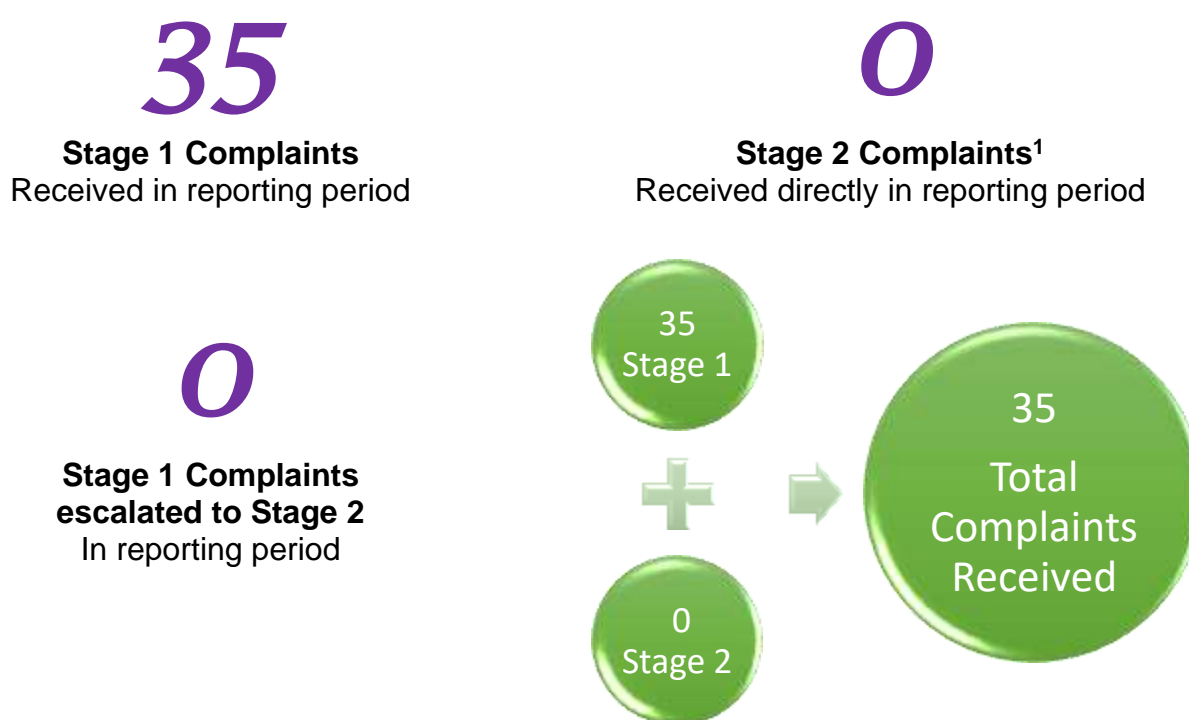 35
Stage 1 Complaints
Received in reporting period
0
Stage 2 Complaints¹
Received directly in reporting period
0
Stage 1 Complaints
escalated to Stage 2
In reporting period
35
Stage 1
0
Stage 2
35
Total
Complaints
Received